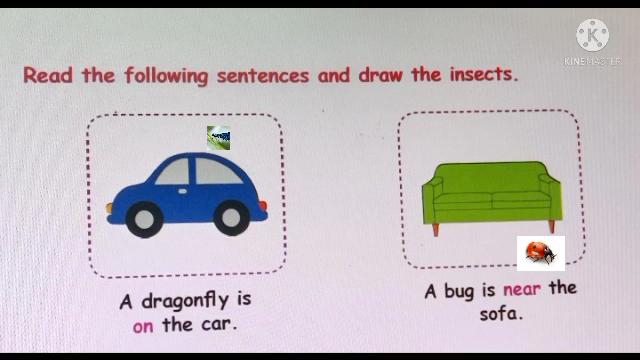 KINEMASTER
Read the following sentences and draw the insects.
A dragonfly is
on the car.
A bug is near the
sofa.